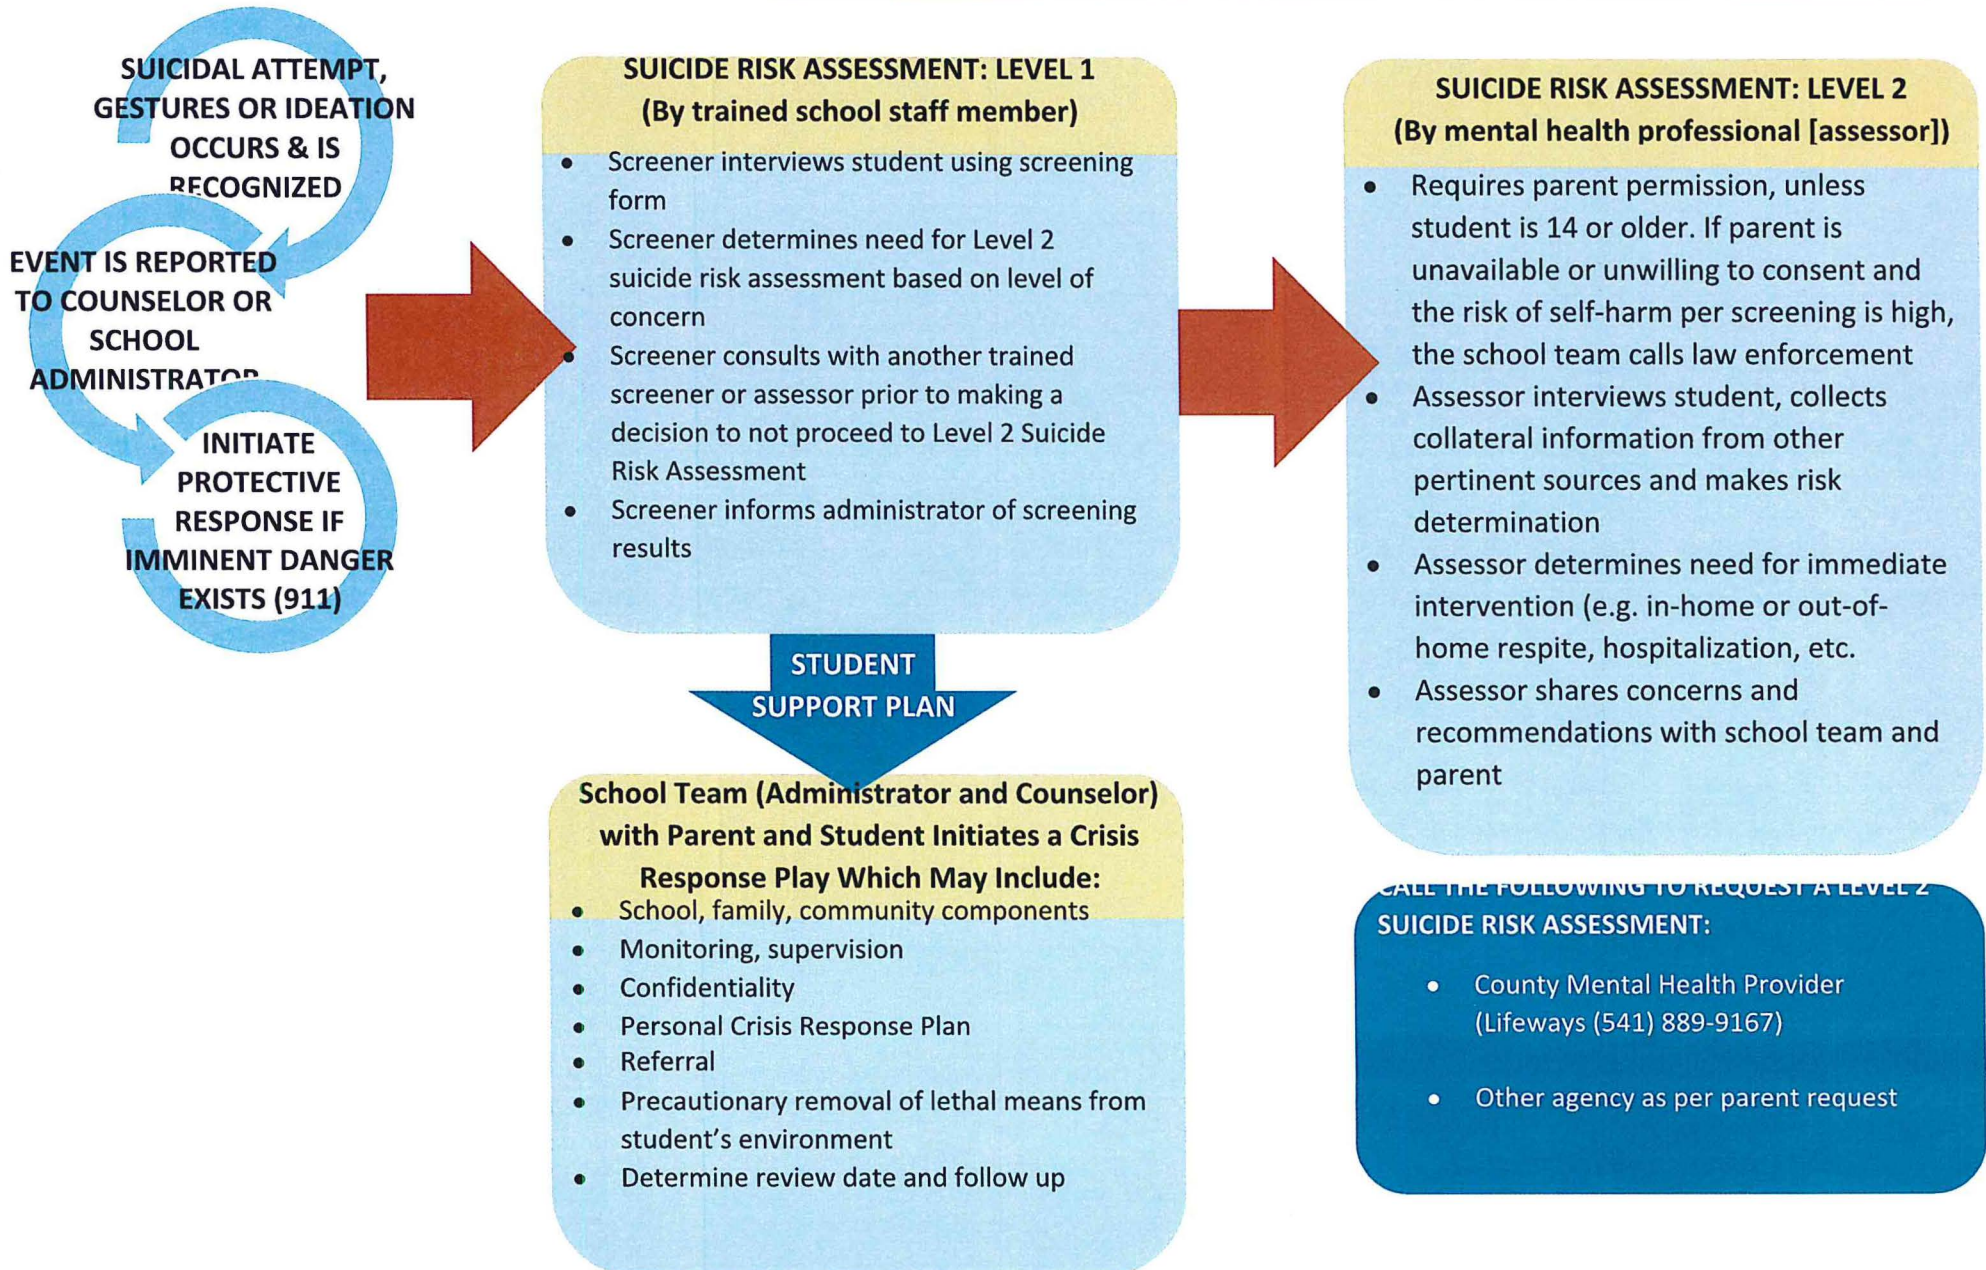 SUICIDAL ATTEMPT,
GESTURES OR IDEATION
OCCURS & IS
RECOGNIZED
EVENT IS REPORTED
TO COUNSELOR OR
SCHOOL
ADMINISTRATOR
INITIATE
PROTECTIVE
RESPONSE IF
IMMINENT DANGER
EXISTS (911)
SUICIDE RISK ASSESSMENT: LEVEL 1
(By trained school staff member)
• Screener interviews student using screening
form
• Screener determines need for Level 2
suicide risk assessment based on level of
concern
• Screener consults with another trained
screener or assessor prior to making a
decision to not proceed to Level 2 Suicide
Risk Assessment
• Screener informs administrator of screening
results
STUDENT
SUPPORT PLAN
School Team (Administrator and Counselor)
with Parent and Student Initiates a Crisis
Response Play Which May Include:
• School, family, community components
• Monitoring, supervision
• Confidentiality
• Personal Crisis Response Plan
• Referral
• Precautionary removal of lethal means from
student's environment
• Determine review date and follow up
SUICIDE RISK ASSESSMENT: LEVEL 2
(By mental health professional [assessor])
• Requires parent permission, unless
student is 14 or older. If parent is
unavailable or unwilling to consent and
the risk of self-harm per screening is high,
the school team calls law enforcement
• Assessor interviews student, collects
collateral information from other
pertinent sources and makes risk
determination
• Assessor determines need for immediate
intervention (e.g. in-home or out-of-
home respite, hospitalization, etc.
• Assessor shares concerns and
recommendations with school team and
parent
CALL THE FOLLOWING TO REQUEST A LEVEL 2
SUICIDE RISK ASSESSMENT:
• County Mental Health Provider
(Lifeways (541) 889-9167)
• Other agency as per parent request